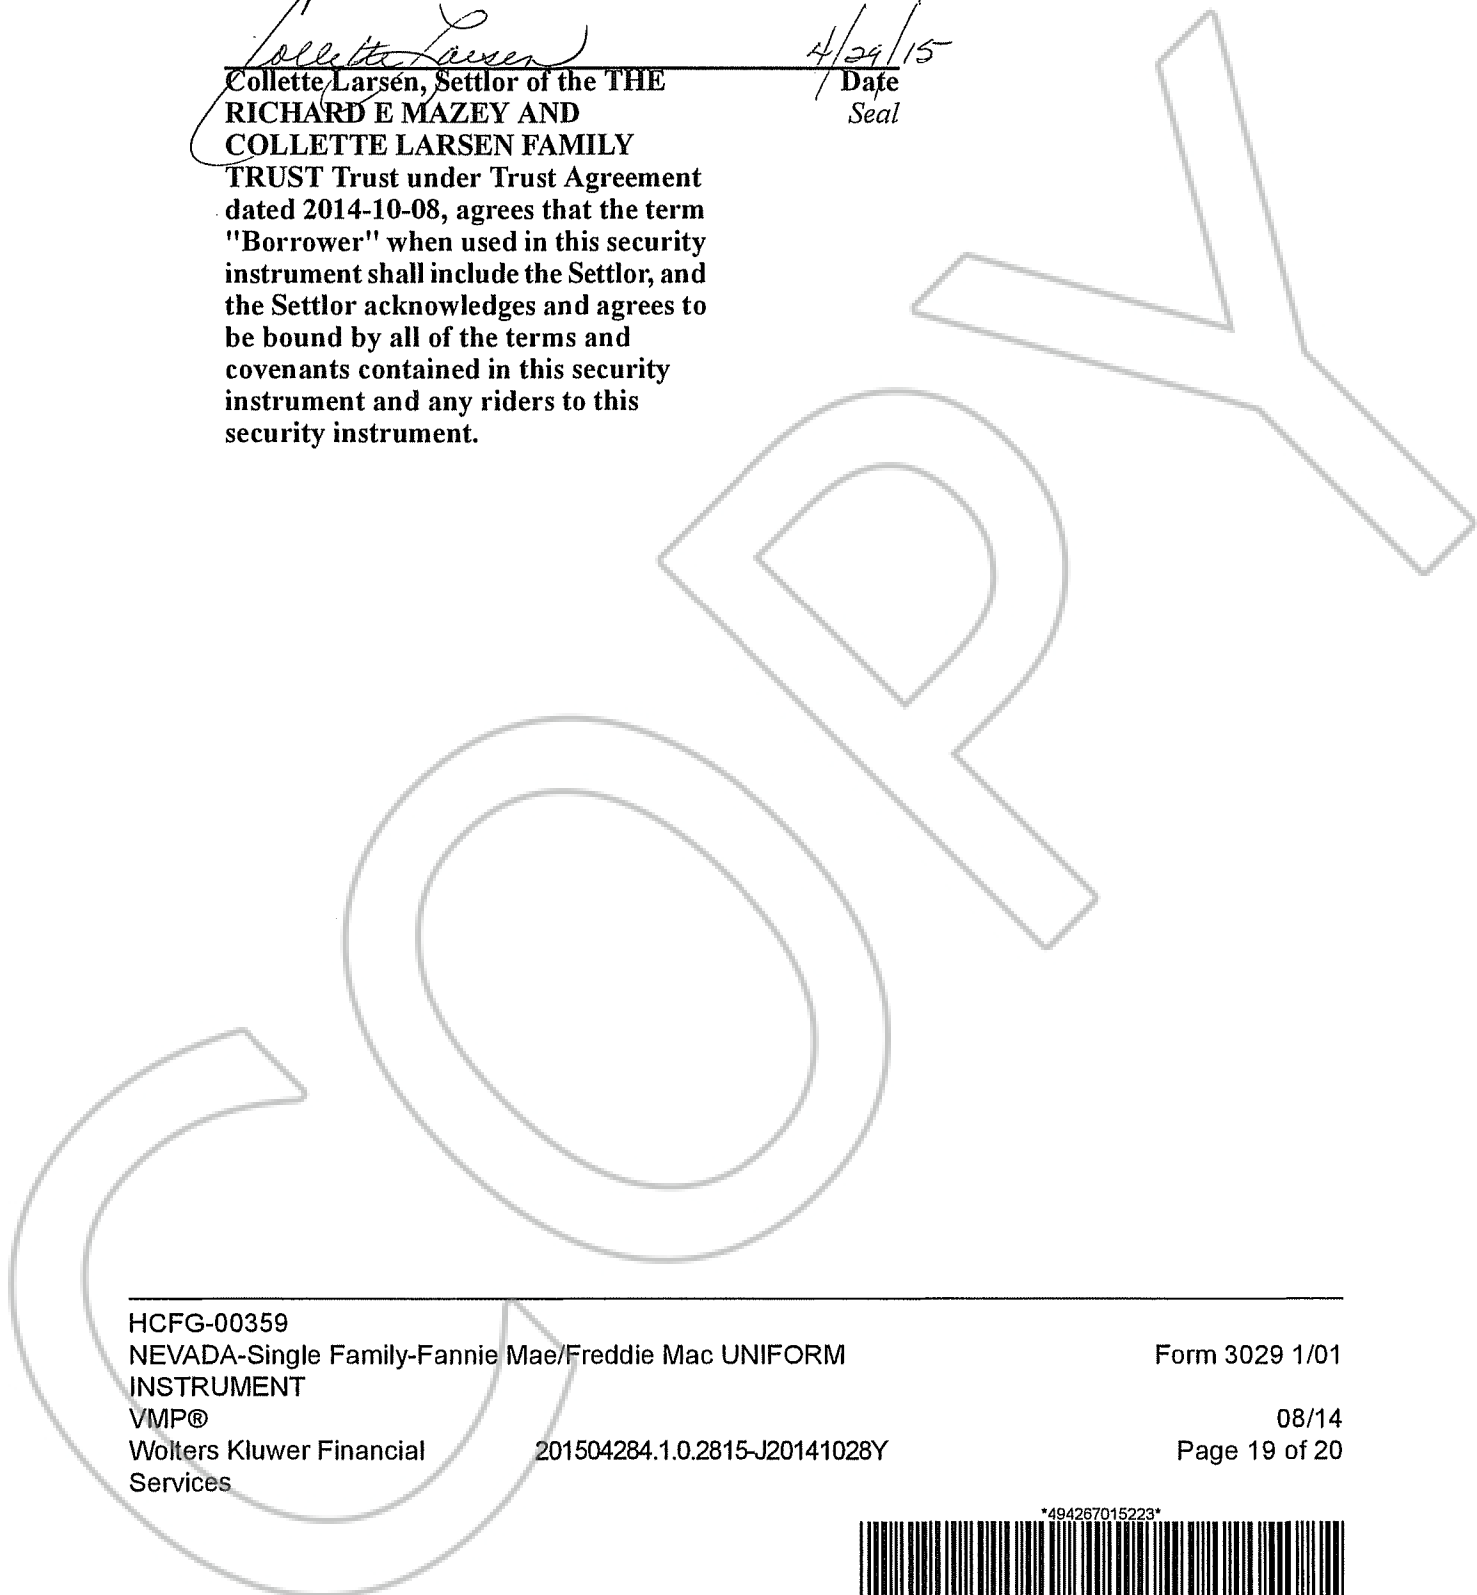 Collette Larsen 4/29/15
Collette Larsen, Settlor of the THE Date
RICHARD E MAZEY AND Seal
COLLETTE LARSEN FAMILY
TRUST Trust under Trust Agreement
dated 2014-10-08, agrees that the term
"Borrower" when used in this security
instrument shall include the Settlor, and
the Settlor acknowledges and agrees to
be bound by all of the terms and
covenants contained in this security
instrument and any riders to this
security instrument.
COPY
HCFG-00359
NEVADA-Single Family-Fannie Mae/Freddie Mac UNIFORM Form 3029 1/01
INSTRUMENT
VMP® 08/14
Wolters Kluwer Financial 201504284.1.0.2815-J20141028Y Page 19 of 20
Services
*494267015223*